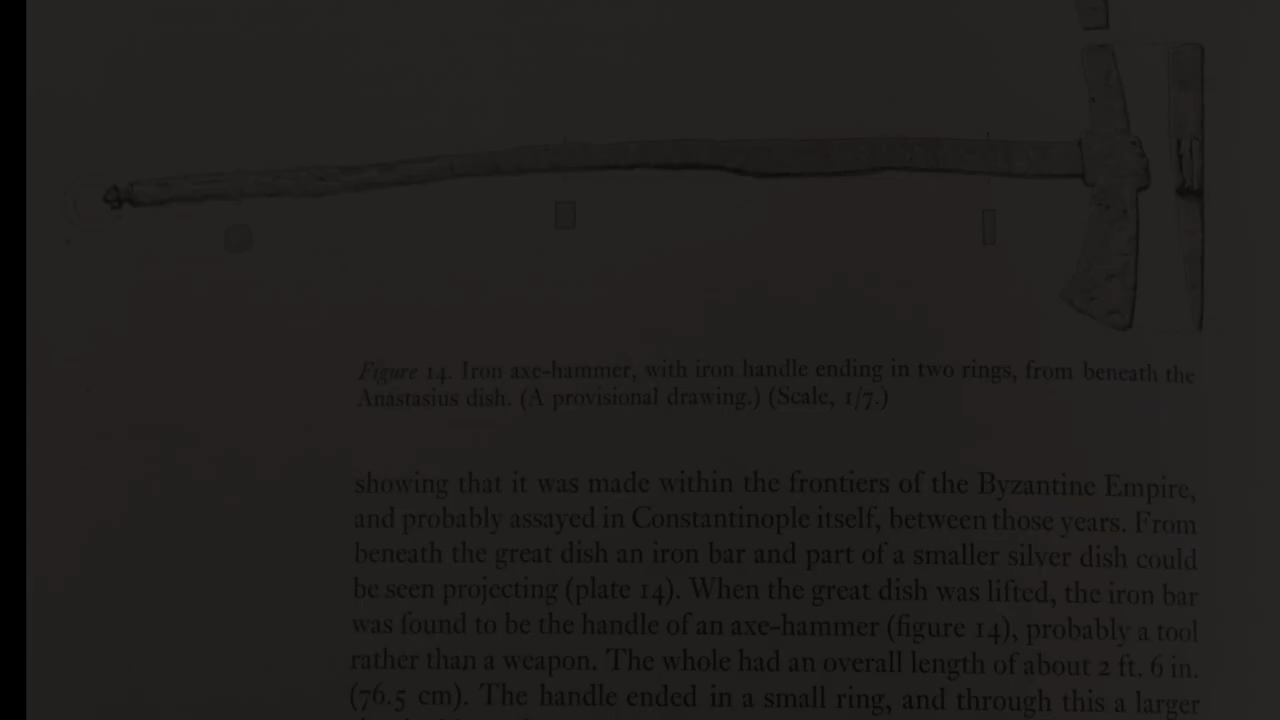 Figure 14. Iron axe-hammer, with iron handle ending in two rings, from beneath the
Anastasius dish. (A provisional drawing.) (Scale, 1/7.)
showing that it was made within the frontiers of the Byzantine Empire,
and probably assayed in Constantinople itself, between those years. From
beneath the great dish an iron bar and part of a smaller silver dish could
be seen projecting (plate 14). When the great dish was lifted, the iron bar
was found to be the handle of an axe-hammer (figure 14), probably a tool
rather than a weapon. The whole had an overall length of about 2 ft. 6 in.
(76.5 cm). The handle ended in a small ring, and through this a larger